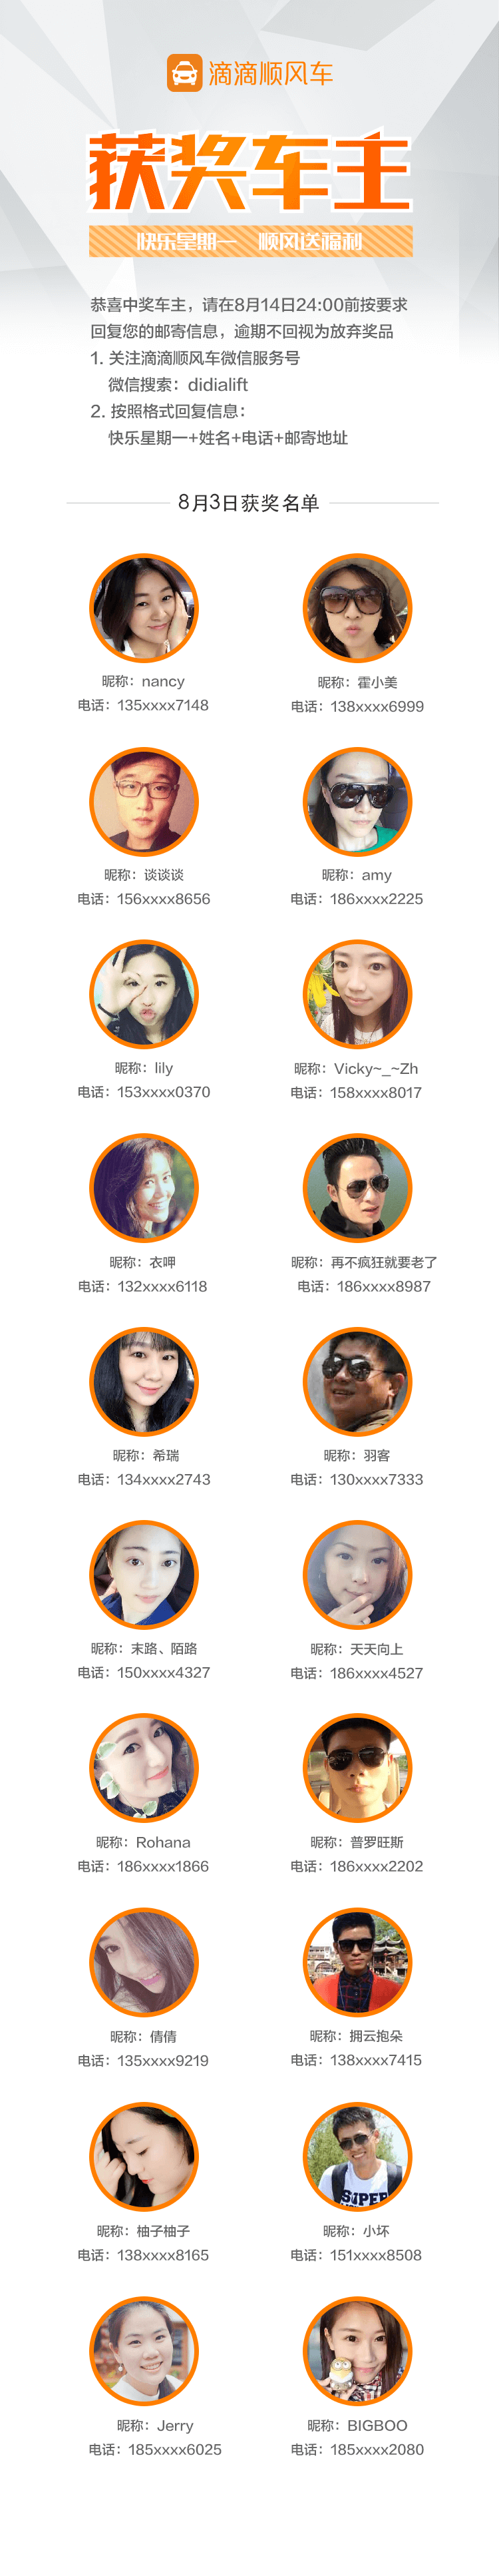 滴滴顺风车
获奖车主
快乐星期一 顺风送福利
恭喜中奖车主，请在8月14日24:00前按要求
回复您的邮寄信息，逾期不回视为放弃奖品
1. 关注滴滴顺风车微信服务号
微信搜索：didialift
2. 按照格式回复信息：
快乐星期一+姓名+电话+邮寄地址
8月3日获奖名单
昵称：nancy
电话：135xxxx7148
昵称：霍小美
电话：138xxxx6999
昵称：谈谈谈
电话：156xxxx8656
昵称：amy
电话：186xxxx2225
昵称：lily
电话：153xxxx0370
昵称：Vicky~_~Zh
电话：158xxxx8017
昵称：衣呷
电话：132xxxx6118
昵称：再不疯狂就要老了
电话：186xxxx8987
昵称：希瑞
电话：134xxxx2743
昵称：羽客
电话：130xxxx7333
昵称：末路、陌路
电话：150xxxx4327
昵称：天天向上
电话：186xxxx4527
昵称：Rohana
电话：186xxxx1866
昵称：普罗旺斯
电话：186xxxx2202
昵称：倩倩
电话：135xxxx9219
昵称：拥云抱朵
电话：138xxxx7415
SUPER
昵称：柚子柚子
电话：138xxxx8165
昵称：小坏
电话：151xxxx8508
昵称：Jerry
电话：185xxxx6025
昵称：BIGBOO
电话：185xxxx2080